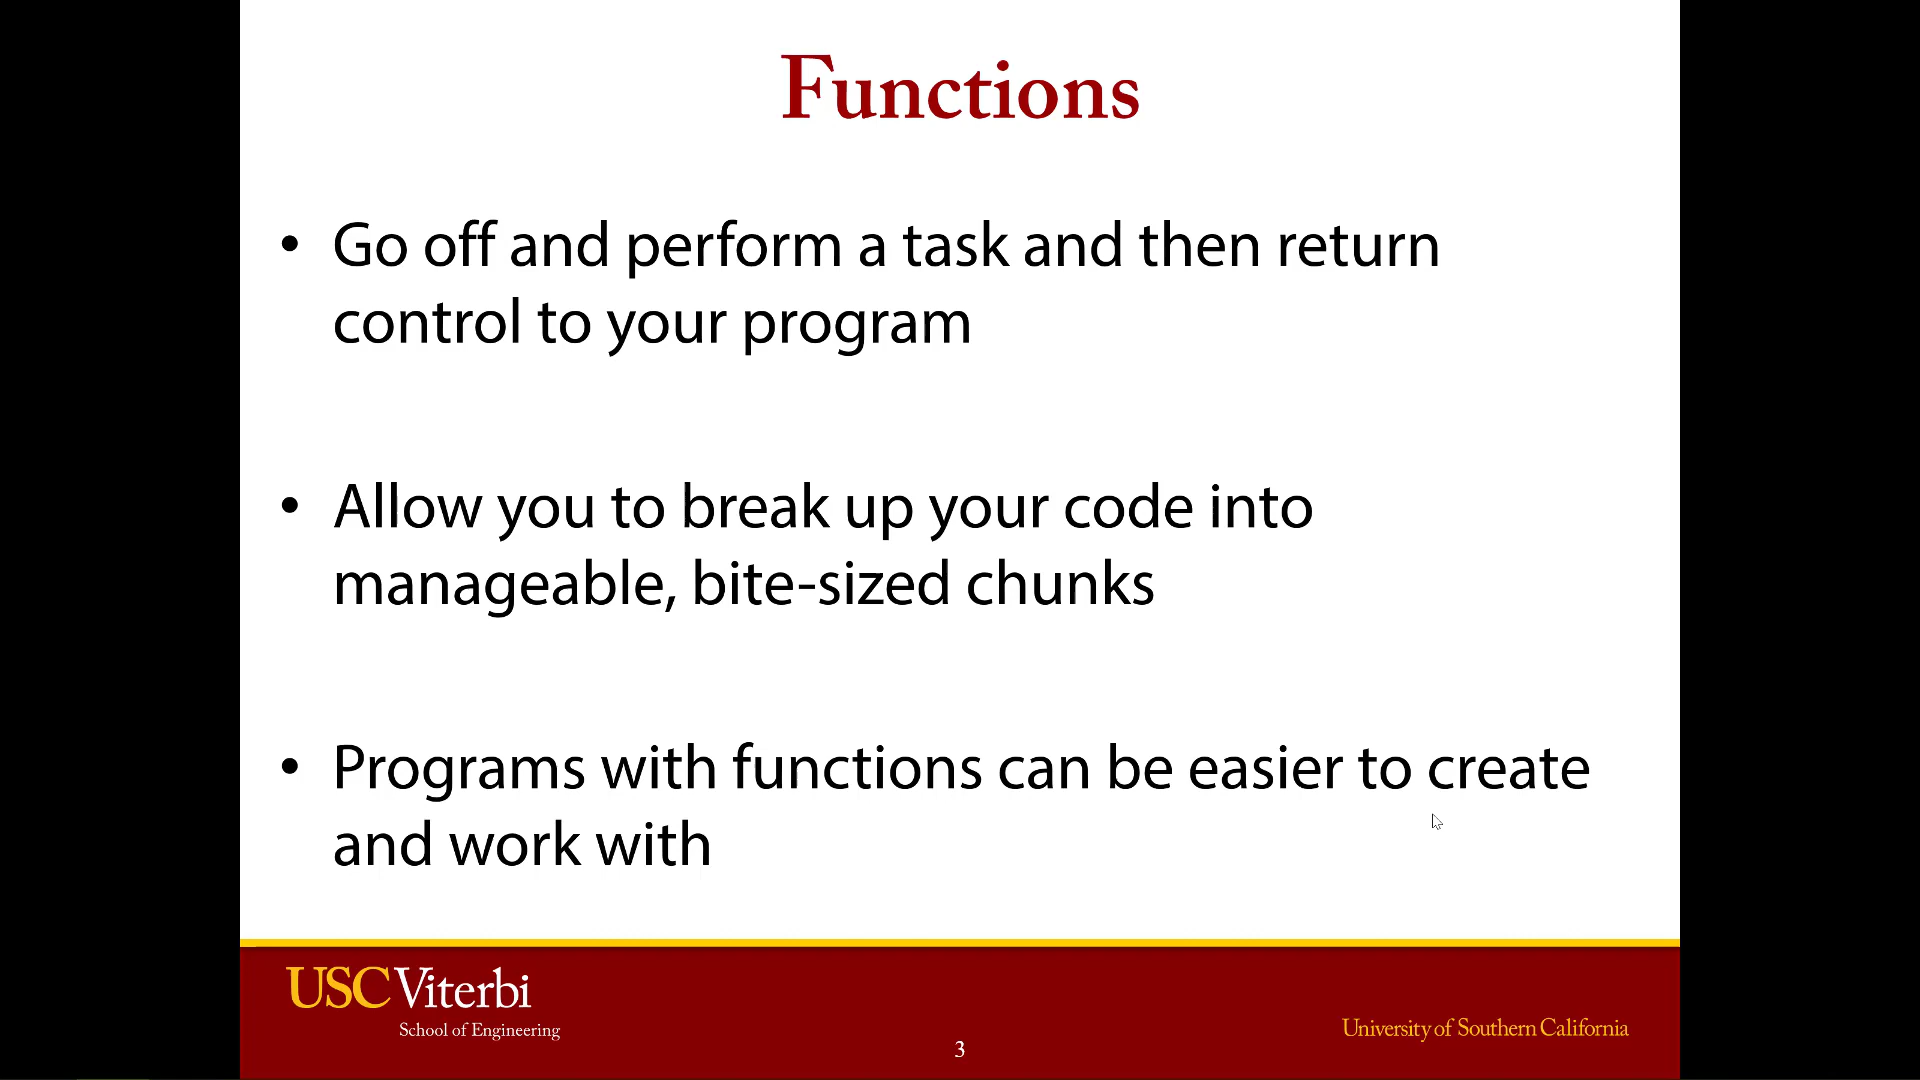 Functions
• Go off and perform a task and then return
control to your program
• Allow you to break up your code into
manageable, bite-sized chunks
• Programs with functions can be easier to create
and work with
USC Viterbi
School of Engineering
University of Southern California
3